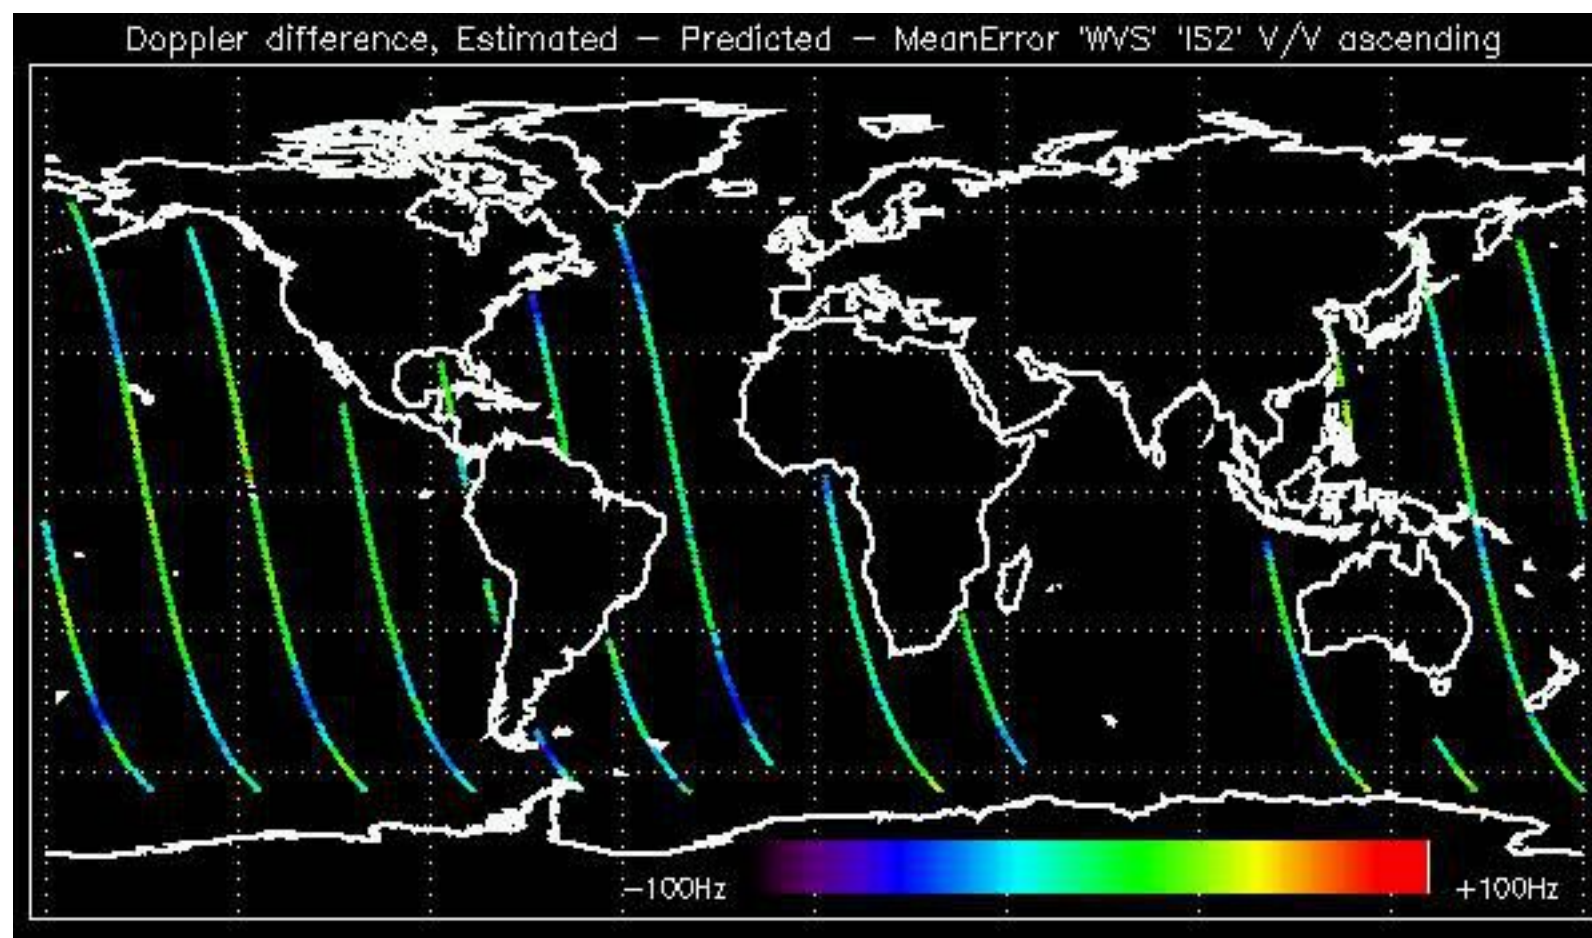 Doppler difference, Estimated – Predicted – MeanError 'WVS' 'IS2' V/V ascending
−100Hz
+100Hz